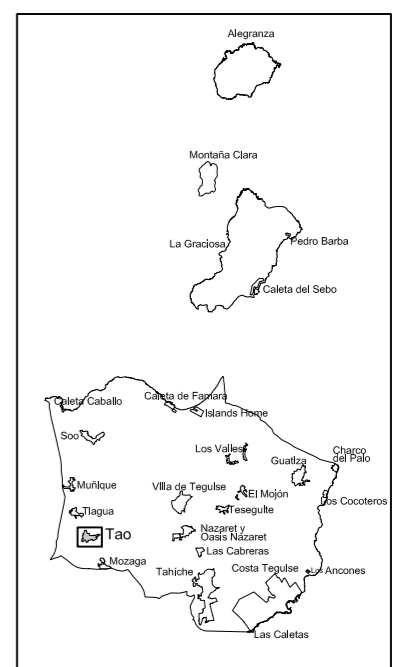 Alegranza
Montaña Clara
La Graciosa
Pedro Barba
Caleta del Sebo
Caleta Caballo
Caleta de Famara
Islands Home
Soo
Los Valles
Guatiza
Charco
del Palo
Muñique
Villa de Teguise
El Mojón
Los Cocoteros
Tiagua
Teseguite
Tao
Nazaret y
Oasis Nazaret
Las Cabreras
Mozaga
Tahiche
Costa Teguise
Los Ancones
Las Caletas